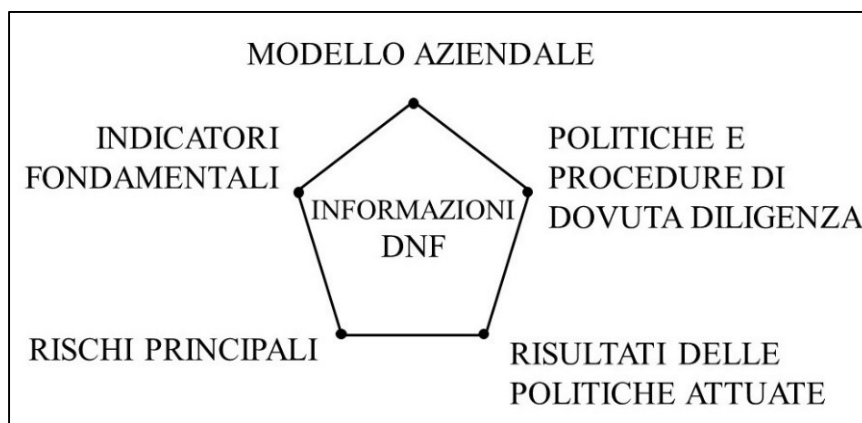 MODELLO AZIENDALE
INDICATORI
FONDAMENTALI
POLITICHE E
PROCEDURE DI
DOVUTA DILIGENZA
INFORMAZIONI
DNF
RISCHI PRINCIPALI
RISULTATI DELLE
POLITICHE ATTUATE